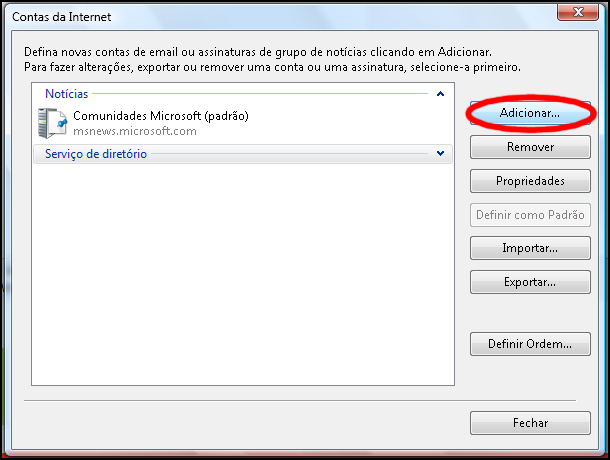 Contas da Internet
Defina novas contas de email ou assinaturas de grupo de notícias clicando em Adicionar.
Para fazer alterações, exportar ou remover uma conta ou uma assinatura, selecione-a primeiro.
Notícias
Comunidades Microsoft (padrão)
msnews.microsoft.com
Serviço de diretório
Adicionar...
Remover
Propriedades
Definir como Padrão
Importar...
Exportar...
Definir Ordem...
Fechar